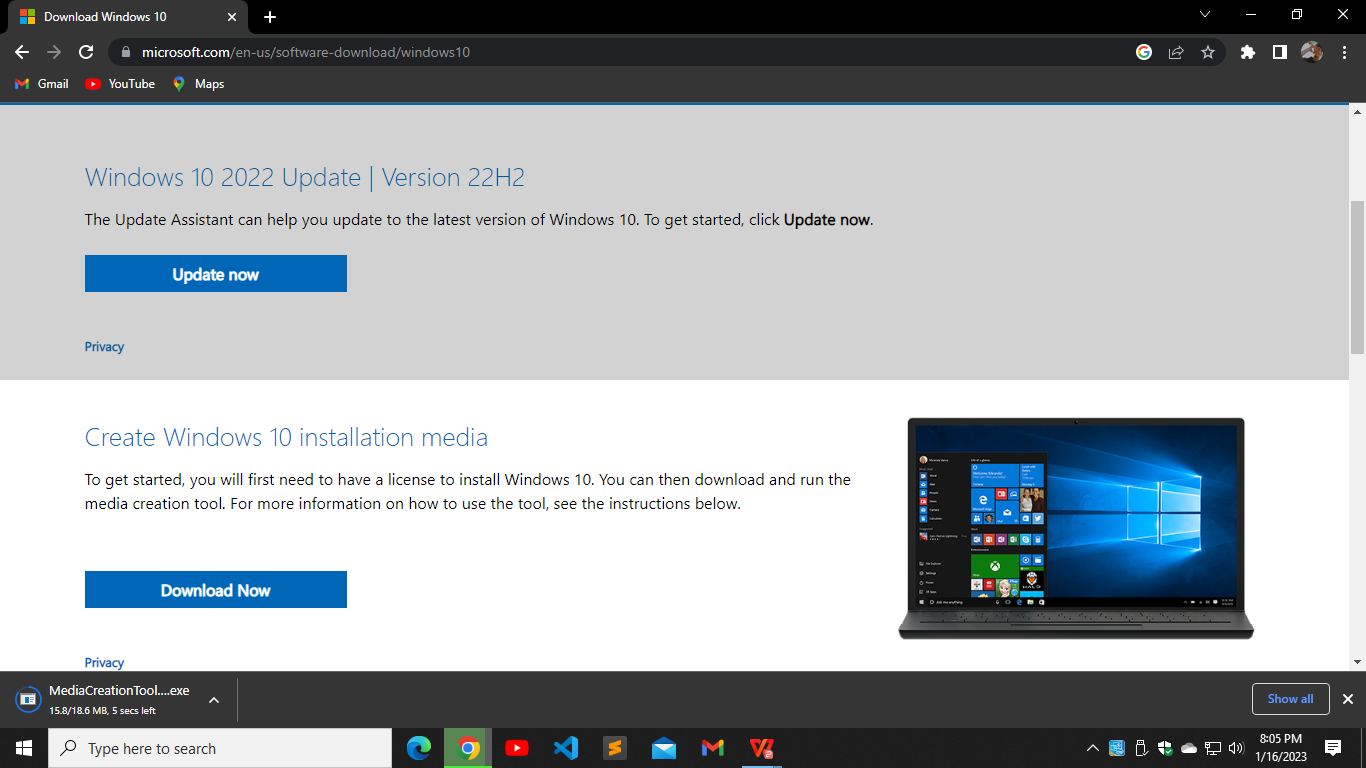 Download Windows 10
microsoft.com/en-us/software-download/windows10
Gmail
YouTube
Maps
Windows 10 2022 Update | Version 22H2
The Update Assistant can help you update to the latest version of Windows 10. To get started, click Update now.
Update now
Privacy
Create Windows 10 installation media
To get started, you will first need to have a license to install Windows 10. You can then download and run the
media creation tool. For more information on how to use the tool, see the instructions below.
Download Now
Privacy
MediaCreationTool....exe
15.8/18.6 MB, 5 secs left
Show all
Type here to search
8:05 PM
1/16/2023